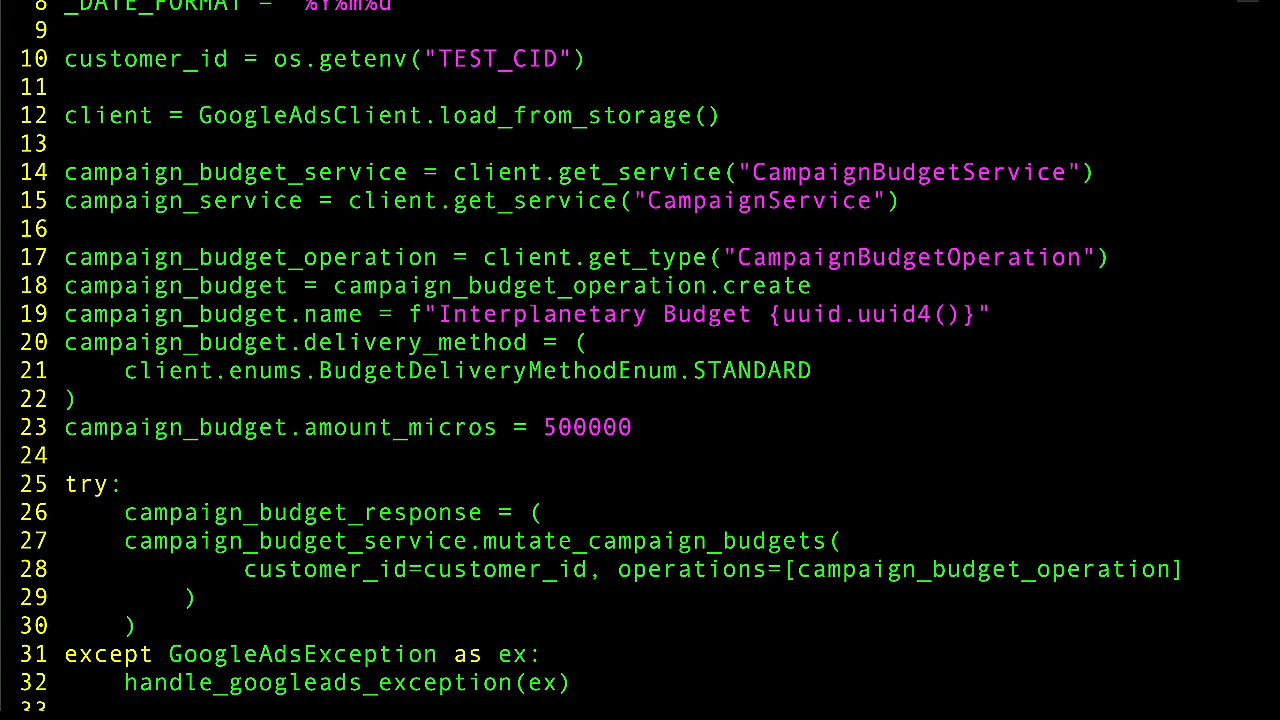 8 _DATE_FORMAT = "%Y%m%d"
9
10 customer_id = os.getenv("TEST_CID")
11
12 client = GoogleAdsClient.load_from_storage()
13
14 campaign_budget_service = client.get_service("CampaignBudgetService")
15 campaign_service = client.get_service("CampaignService")
16
17 campaign_budget_operation = client.get_type("CampaignBudgetOperation")
18 campaign_budget = campaign_budget_operation.create
19 campaign_budget.name = f"Interplanetary Budget {uuid.uuid4()}"
20 campaign_budget.delivery_method = (
21     client.enums.BudgetDeliveryMethodEnum.STANDARD
22 )
23 campaign_budget.amount_micros = 500000
24
25 try:
26     campaign_budget_response = (
27     campaign_budget_service.mutate_campaign_budgets(
28             customer_id=customer_id, operations=[campaign_budget_operation]
29         )
30     )
31 except GoogleAdsException as ex:
32     handle_googleads_exception(ex)
33